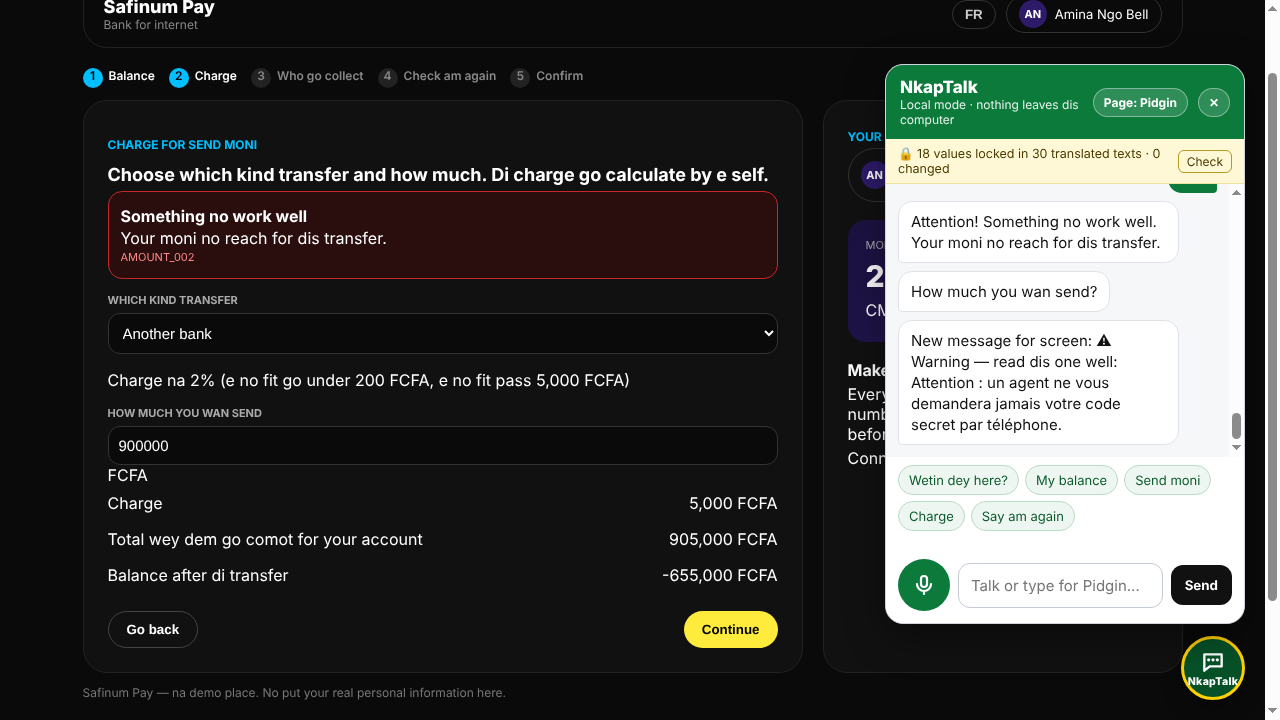 Safinum Pay
Bank for internet
FR
AN Amina Ngo Bell
1 Balance 2 Charge 3 Who go collect 4 Check am again 5 Confirm
CHARGE FOR SEND MONI
Choose which kind transfer and how much. Di charge go calculate by e self.
Something no work well
Your moni no reach for dis transfer.
AMOUNT_002
WHICH KIND TRANSFER
Another bank
Charge na 2% (e no fit go under 200 FCFA, e no fit pass 5,000 FCFA)
HOW MUCH YOU WAN SEND
900000
FCFA
Charge 5,000 FCFA
Total wey dem go comot for your account 905,000 FCFA
Balance after di transfer -655,000 FCFA
Go back
Continue
Safinum Pay — na demo place. No put your real personal information here.
YOUR
AN
2
Make
befor
Conn
NkapTalk
Local mode · nothing leaves dis
computer
Page: Pidgin
×
🔒 18 values locked in 30 translated texts · 0
changed
Check
Attention! Something no work well.
Your moni no reach for dis transfer.
How much you wan send?
New message for screen: ⚠
Warning — read dis one well:
Attention : un agent ne vous
demandera jamais votre code
secret par téléphone.
Wetin dey here?
My balance
Send moni
Charge
Say am again
Talk or type for Pidgin...
Send
NkapTalk